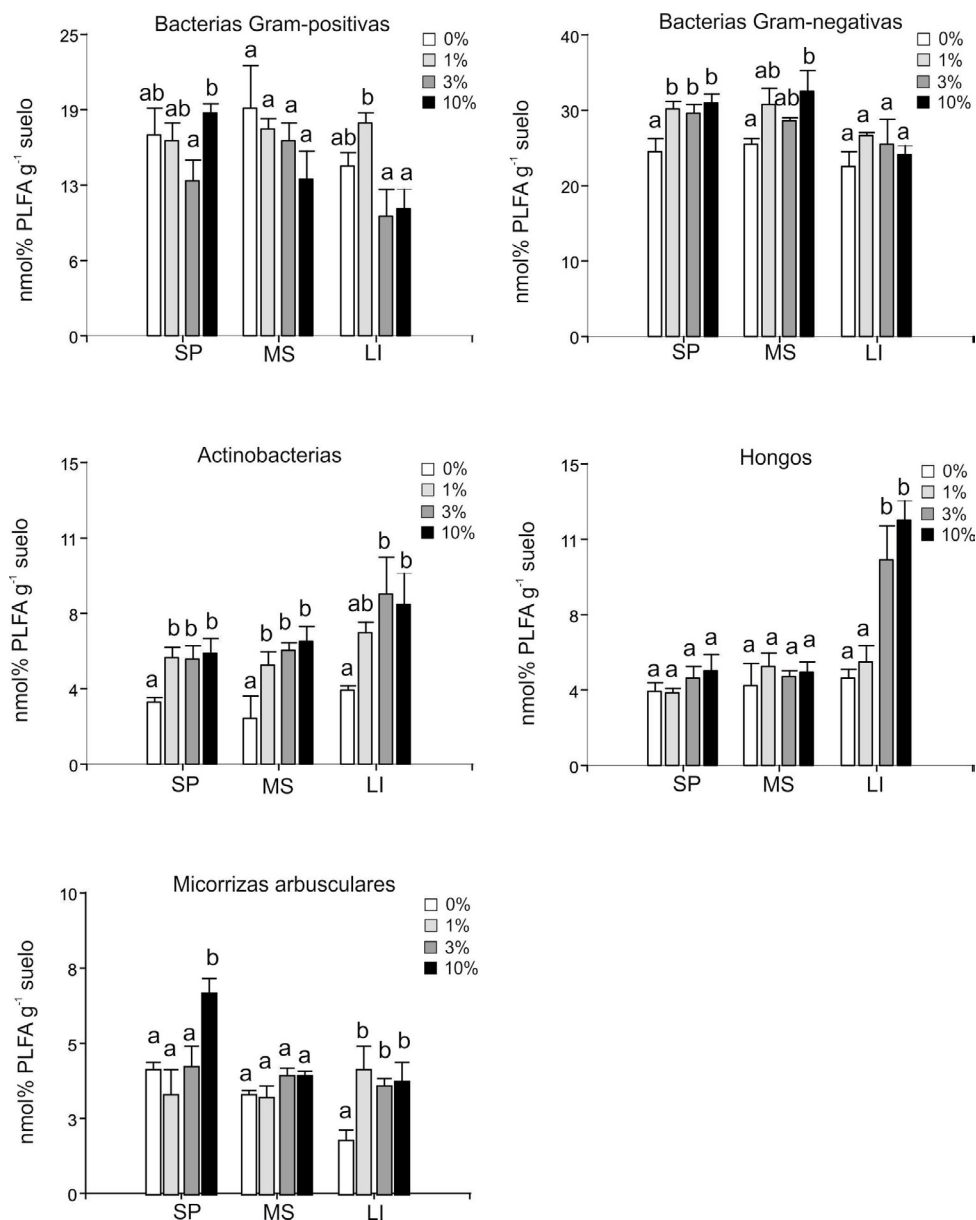 Bacterias Gram-positivas
nmol% PLFA g-1 suelo
25
19
13
6
0
0%
1%
3%
10%
ab ab a b
a a a a
ab b a a
SP MS LI
Bacterias Gram-negativas
nmol% PLFA g-1 suelo
40
30
20
10
0
0%
1%
3%
10%
a b b b
a ab ab b
a a a a
SP MS LI
Actinobacterias
nmol% PLFA g-1 suelo
15
11
8
4
0
0%
1%
3%
10%
a b b b
a b b b
a ab b b
SP MS LI
Hongos
nmol% PLFA g-1 suelo
15
11
8
4
0
0%
1%
3%
10%
a a a a
a a a a
a a b b
SP MS LI
Micorrizas arbusculares
nmol% PLFA g-1 suelo
10
8
5
3
0
0%
1%
3%
10%
a a a b
a a a a
a b b b
SP MS LI